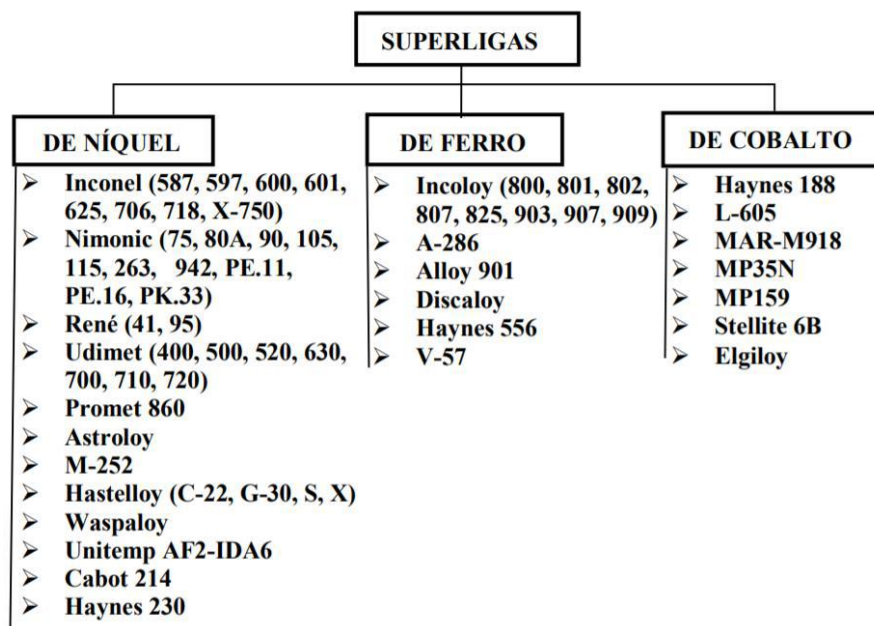 SUPERLIGAS
DE NÍQUEL
➢ Inconel (587, 597, 600, 601,
625, 706, 718, X-750)
➢ Nimonic (75, 80A, 90, 105,
115, 263, 942, PE.11,
PE.16, PK.33)
➢ René (41, 95)
➢ Udimet (400, 500, 520, 630,
700, 710, 720)
➢ Promet 860
➢ Astroloy
➢ M-252
➢ Hastelloy (C-22, G-30, S, X)
➢ Waspaloy
➢ Unitemp AF2-IDA6
➢ Cabot 214
➢ Haynes 230
DE FERRO
➢ Incoloy (800, 801, 802,
807, 825, 903, 907, 909)
➢ A-286
➢ Alloy 901
➢ Discaloy
➢ Haynes 556
➢ V-57
DE COBALTO
➢ Haynes 188
➢ L-605
➢ MAR-M918
➢ MP35N
➢ MP159
➢ Stellite 6B
➢ Elgiloy